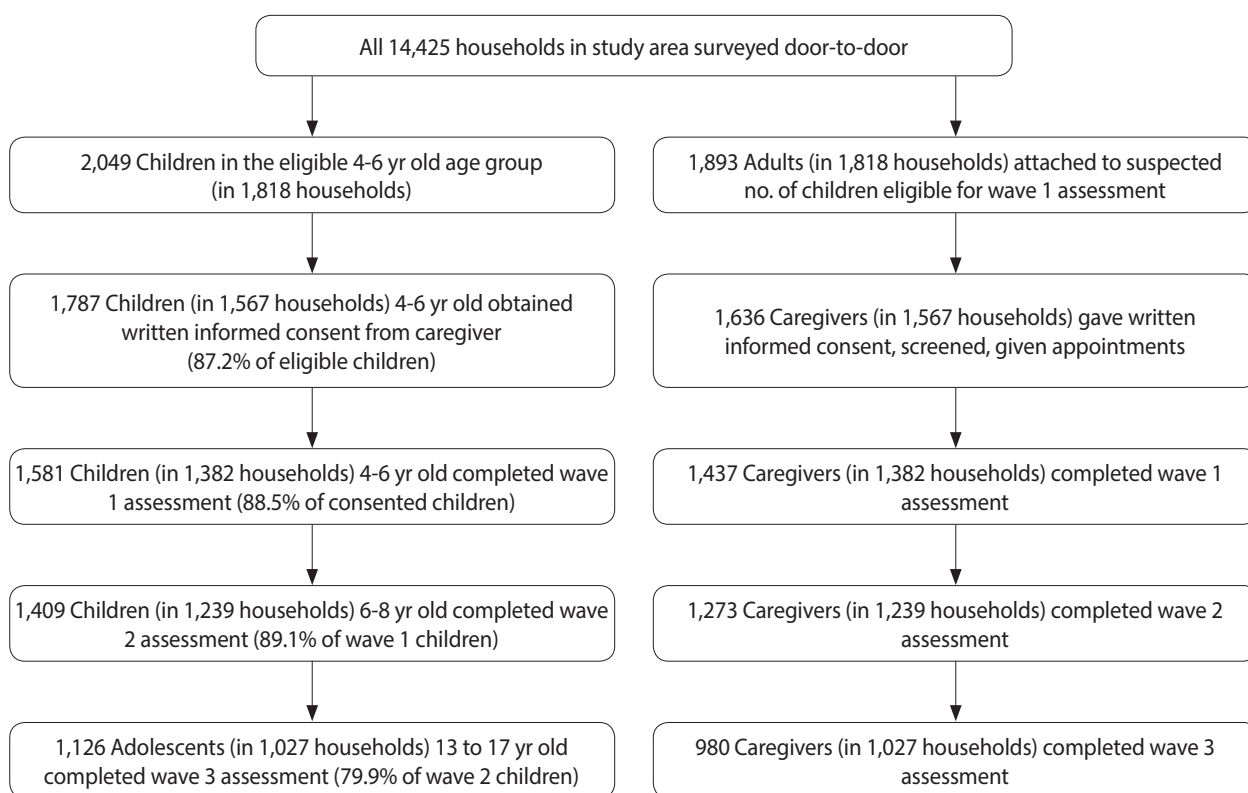 All 14,425 households in study area surveyed door-to-door
2,049 Children in the eligible 4-6 yr old age group
(in 1,818 households)
1,893 Adults (in 1,818 households) attached to suspected
no. of children eligible for wave 1 assessment
1,787 Children (in 1,567 households) 4-6 yr old obtained
written informed consent from caregiver
(87.2% of eligible children)
1,636 Caregivers (in 1,567 households) gave written
informed consent, screened, given appointments
1,581 Children (in 1,382 households) 4-6 yr old completed wave
1 assessment (88.5% of consented children)
1,437 Caregivers (in 1,382 households) completed wave 1
assessment
1,409 Children (in 1,239 households) 6-8 yr old completed wave
2 assessment (89.1% of wave 1 children)
1,273 Caregivers (in 1,239 households) completed wave 2
assessment
1,126 Adolescents (in 1,027 households) 13 to 17 yr old
completed wave 3 assessment (79.9% of wave 2 children)
980 Caregivers (in 1,027 households) completed wave 3
assessment